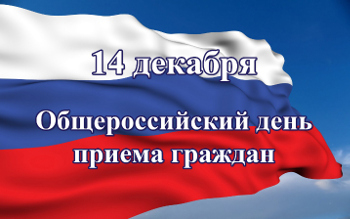 14 декабря
Общероссийский день
приема граждан